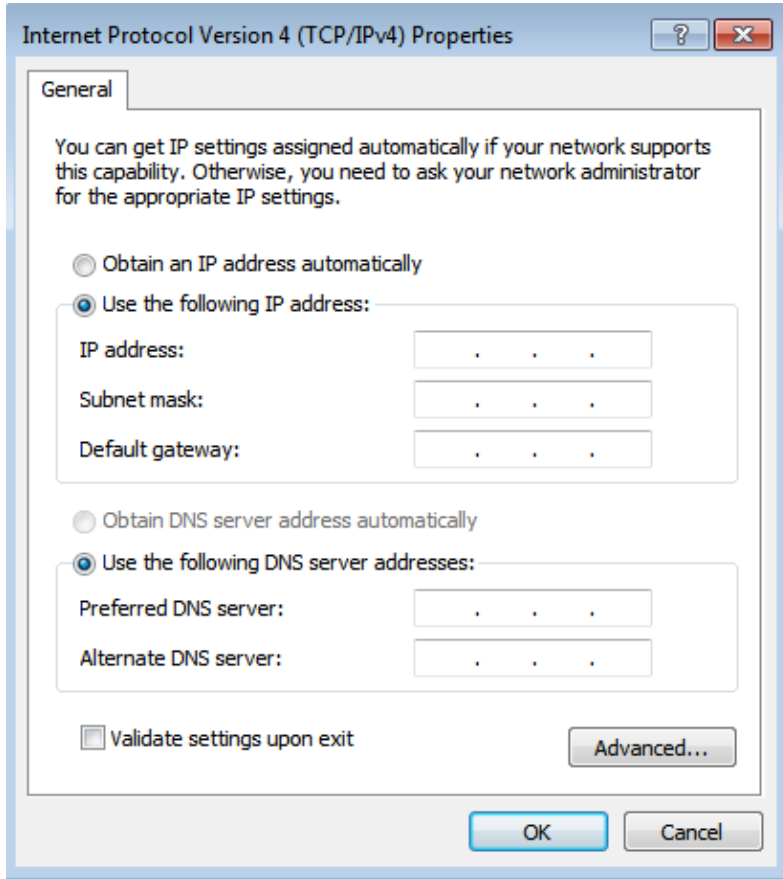 Internet Protocol Version 4 (TCP/IPv4) Properties
General
You can get IP settings assigned automatically if your network supports
this capability. Otherwise, you need to ask your network administrator
for the appropriate IP settings.
Obtain an IP address automatically
Use the following IP address:
IP address:
. . .
Subnet mask:
. . .
Default gateway:
. . .
Obtain DNS server address automatically
Use the following DNS server addresses:
Preferred DNS server:
. . .
Alternate DNS server:
. . .
Validate settings upon exit
Advanced...
OK
Cancel